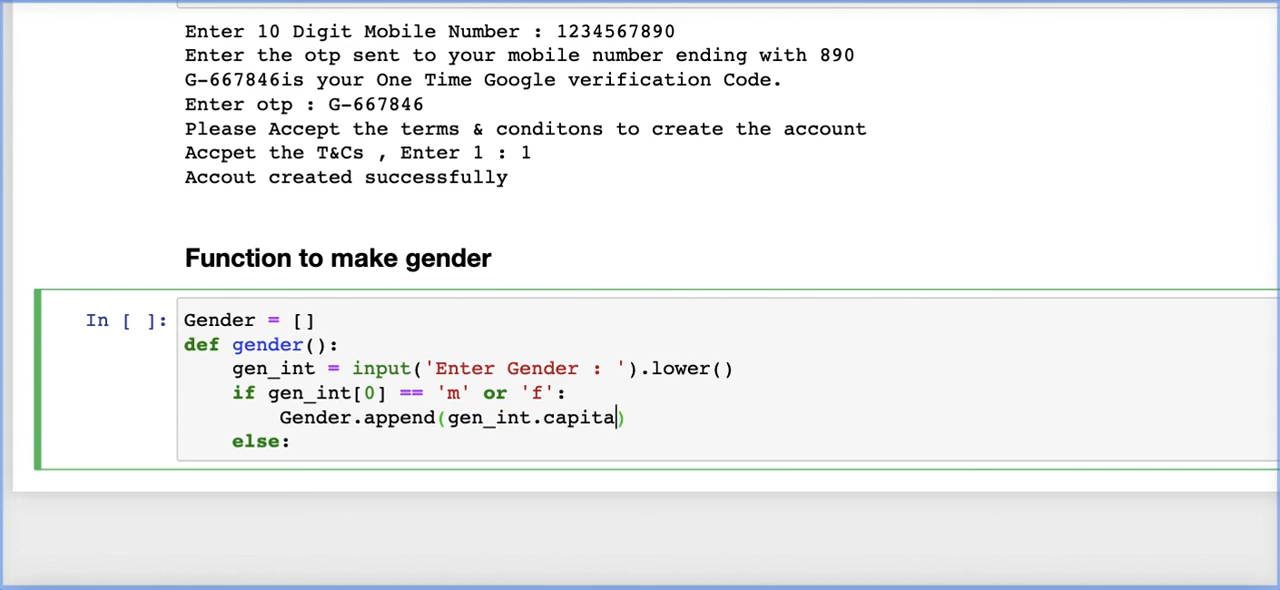 Enter 10 Digit Mobile Number : 1234567890
Enter the otp sent to your mobile number ending with 890
G-667846is your One Time Google verification Code.
Enter otp : G-667846
Please Accept the terms & conditons to create the account
Accpet the T&Cs , Enter 1 : 1
Accout created successfully
Function to make gender
In [ ]: Gender = []
def gender():
    gen_int = input('Enter Gender : ').lower()
    if gen_int[0] == 'm' or 'f':
        Gender.append(gen_int.capita)
    else: